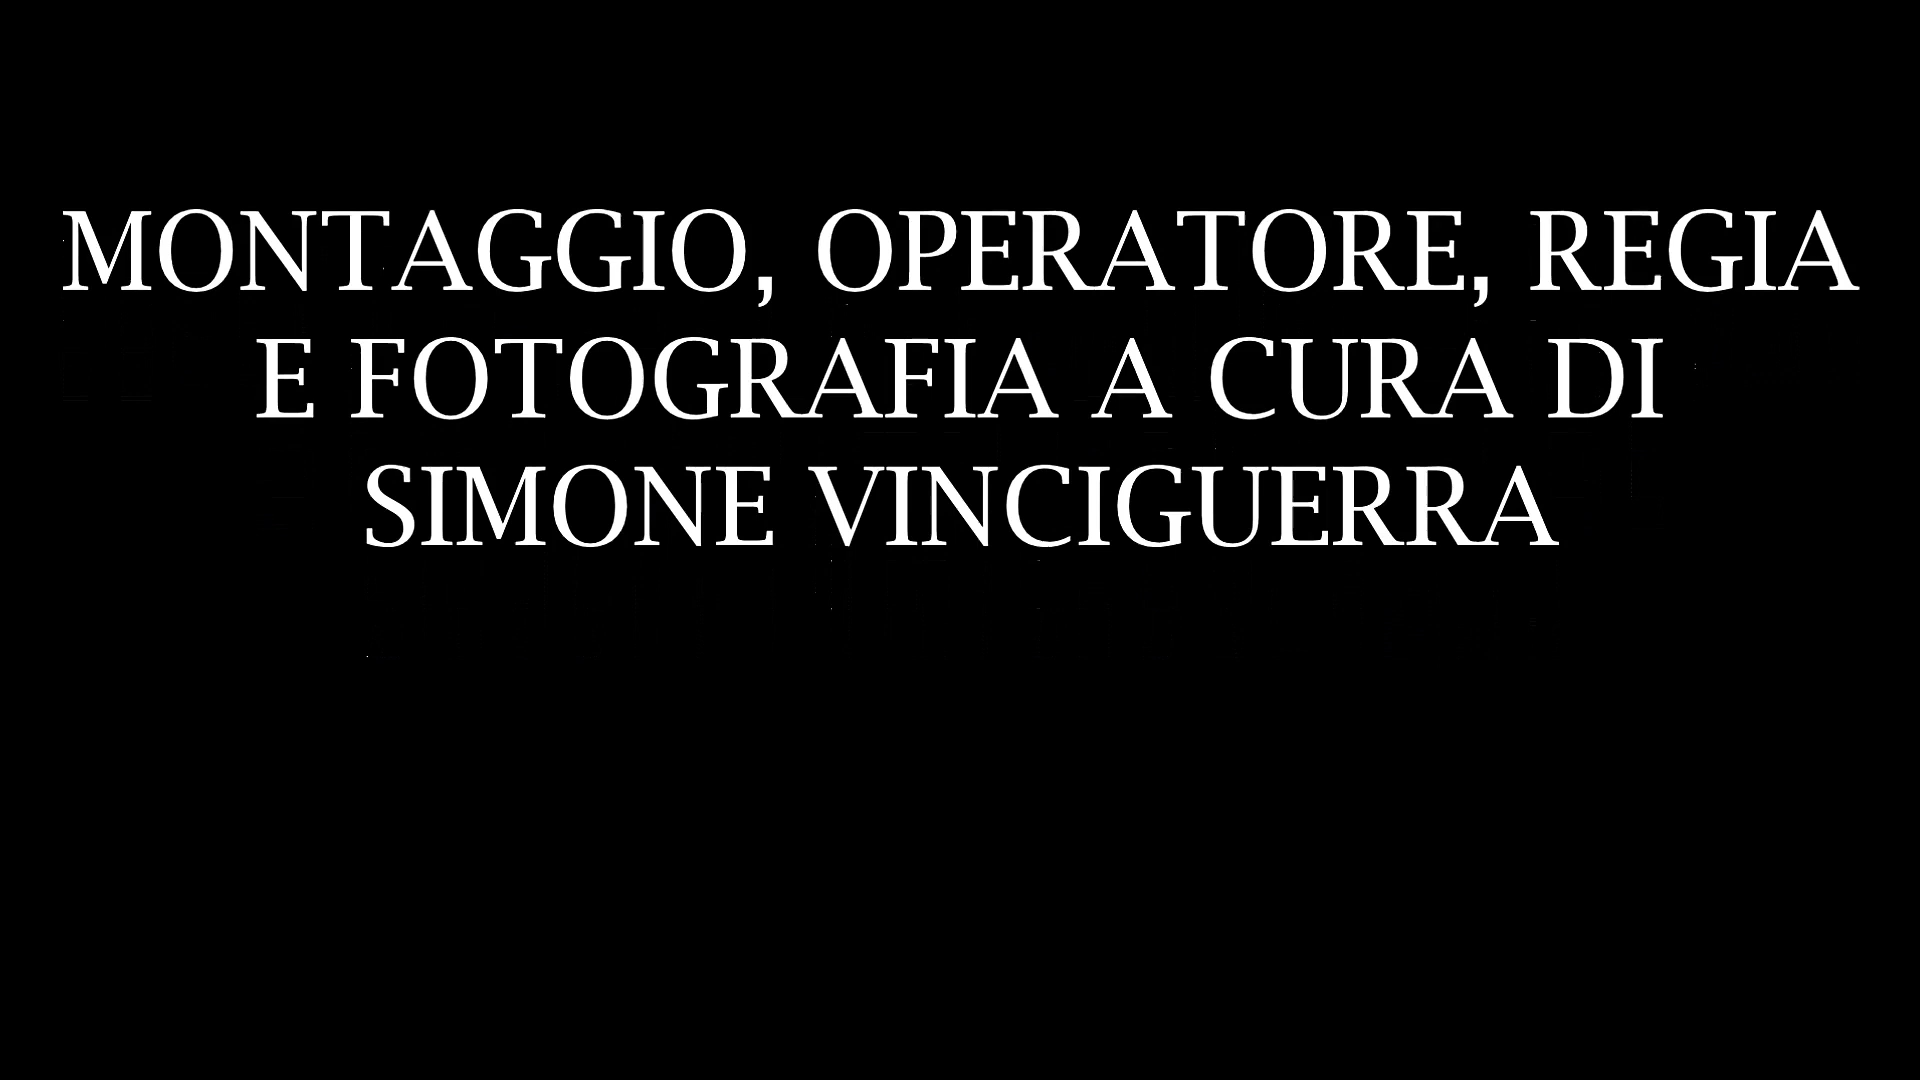 MONTAGGIO, OPERATORE, REGIA
E FOTOGRAFIA A CURA DI
SIMONE VINCIGUERRA